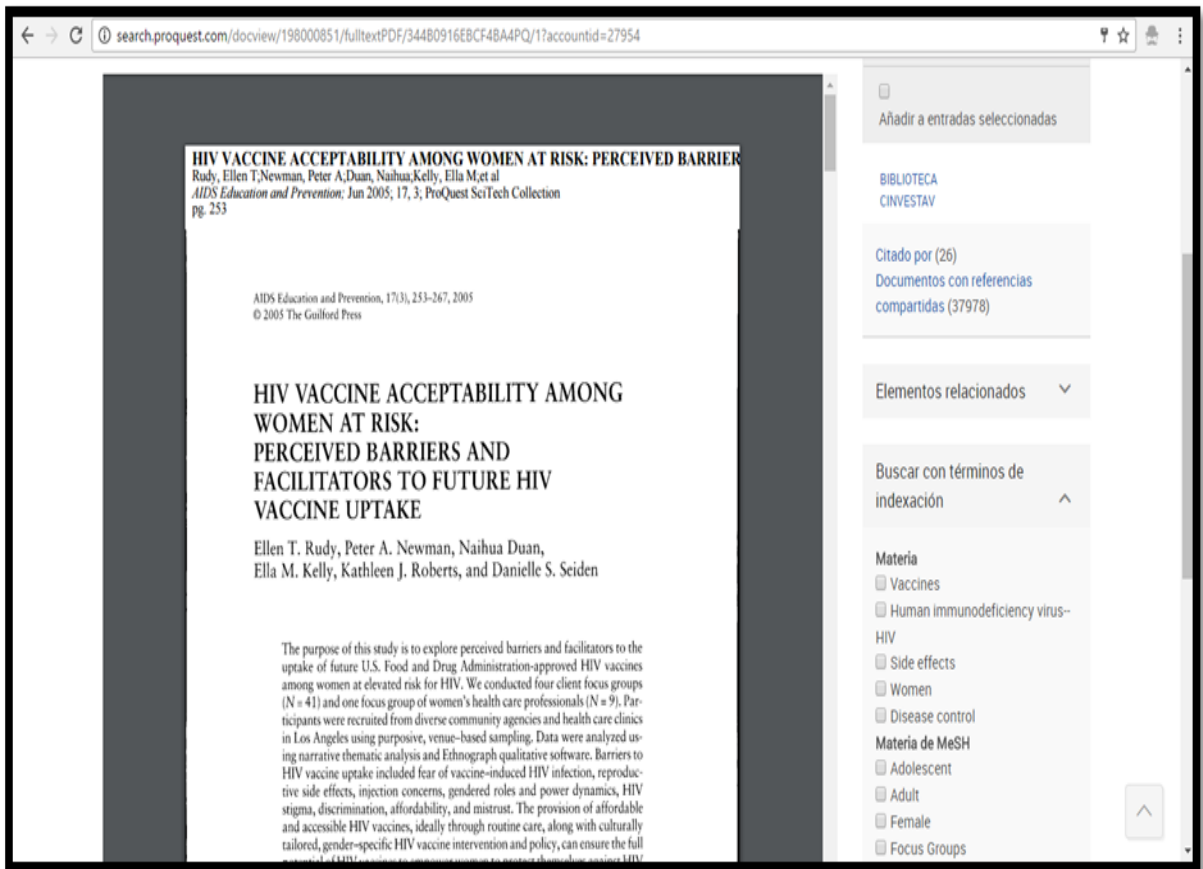 search.proquest.com/docview/198000851/fulltextPDF/344B0916EBCF4BA4PQ/1?accountid=27954
HIV VACCINE ACCEPTABILITY AMONG WOMEN AT RISK: PERCEIVED BARRIER
Rudy, Ellen T;Newman, Peter A;Duan, Naihua;Kelly, Ella M;et al
AIDS Education and Prevention; Jun 2005; 17, 3; ProQuest SciTech Collection
pg. 253
AIDS Education and Prevention, 17(3), 253–267, 2005
© 2005 The Guilford Press
HIV VACCINE ACCEPTABILITY AMONG
WOMEN AT RISK:
PERCEIVED BARRIERS AND
FACILITATORS TO FUTURE HIV
VACCINE UPTAKE
Ellen T. Rudy, Peter A. Newman, Naihua Duan,
Ella M. Kelly, Kathleen J. Roberts, and Danielle S. Seiden
The purpose of this study is to explore perceived barriers and facilitators to the
uptake of future U.S. Food and Drug Administration-approved HIV vaccines
among women at elevated risk for HIV. We conducted four client focus groups
(N = 41) and one focus group of women's health care professionals (N = 9). Par-
ticipants were recruited from diverse community agencies and health care clinics
in Los Angeles using purposive, venue–based sampling. Data were analyzed us-
ing narrative thematic analysis and Ethnograph qualitative software. Barriers to
HIV vaccine uptake included fear of vaccine–induced HIV infection, reproduc-
tive side effects, injection concerns, gendered roles and power dynamics, HIV
stigma, discrimination, affordability, and mistrust. The provision of affordable
and accessible HIV vaccines, ideally through routine care, along with culturally
tailored, gender–specific HIV vaccine intervention and policy, can ensure the full
potential of HIV vaccines to empower women to protect themselves against HIV
Añadir a entradas seleccionadas
BIBLIOTECA
CINVESTAV
Citado por (26)
Documentos con referencias
compartidas (37978)
Elementos relacionados
Buscar con términos de
indexación
Materia
Vaccines
Human immunodeficiency virus--
HIV
Side effects
Women
Disease control
Materia de MeSH
Adolescent
Adult
Female
Focus Groups